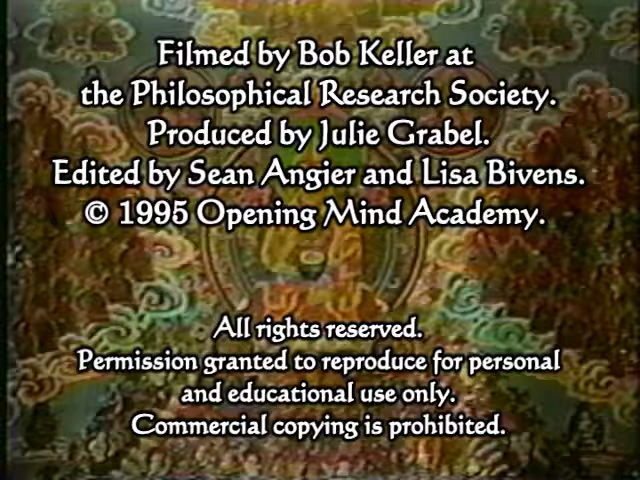 Filmed by Bob Keller at
the Philosophical Research Society.
Produced by Julie Grabel.
Edited by Sean Angier and Lisa Bivens.
© 1995 Opening Mind Academy.
All rights reserved.
Permission granted to reproduce for personal
and educational use only.
Commercial copying is prohibited.